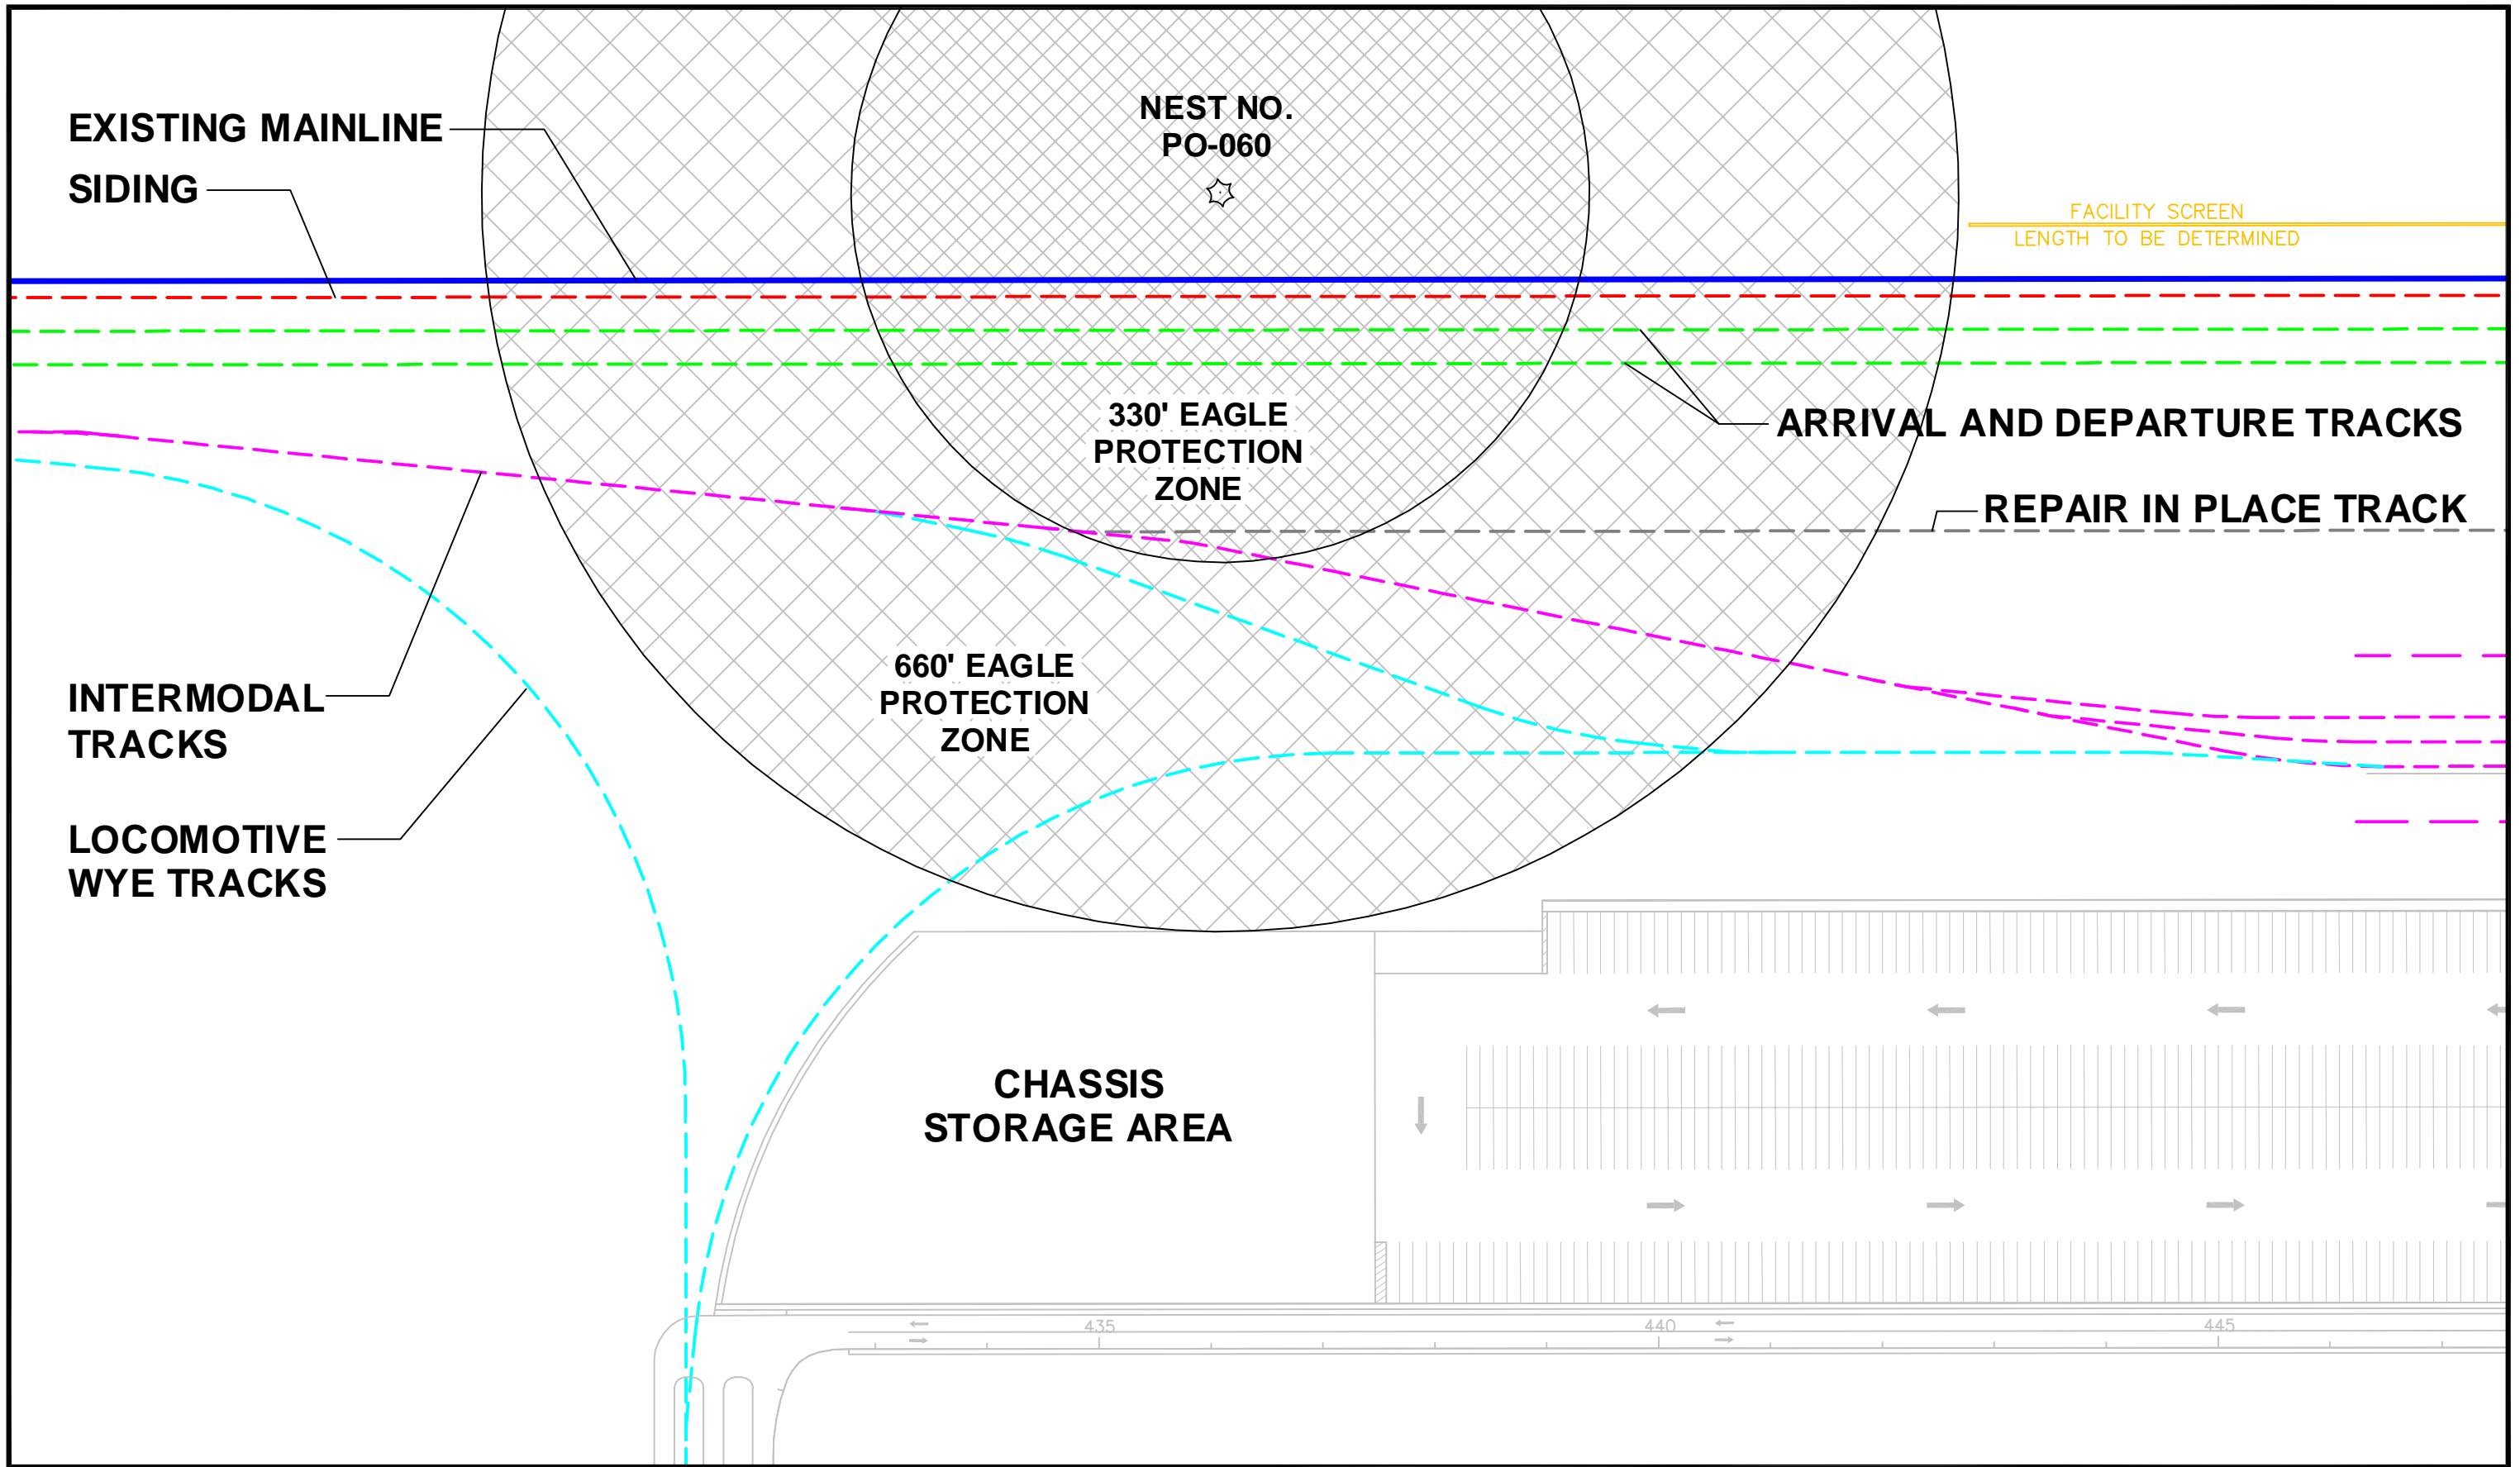 NEST NO.
PO-060
EXISTING MAINLINE
SIDING
FACILITY SCREEN
LENGTH TO BE DETERMINED
330' EAGLE
PROTECTION
ZONE
ARRIVAL AND DEPARTURE TRACKS
REPAIR IN PLACE TRACK
660' EAGLE
PROTECTION
ZONE
INTERMODAL
TRACKS
LOCOMOTIVE
WYE TRACKS
CHASSIS
STORAGE AREA
435
440
445